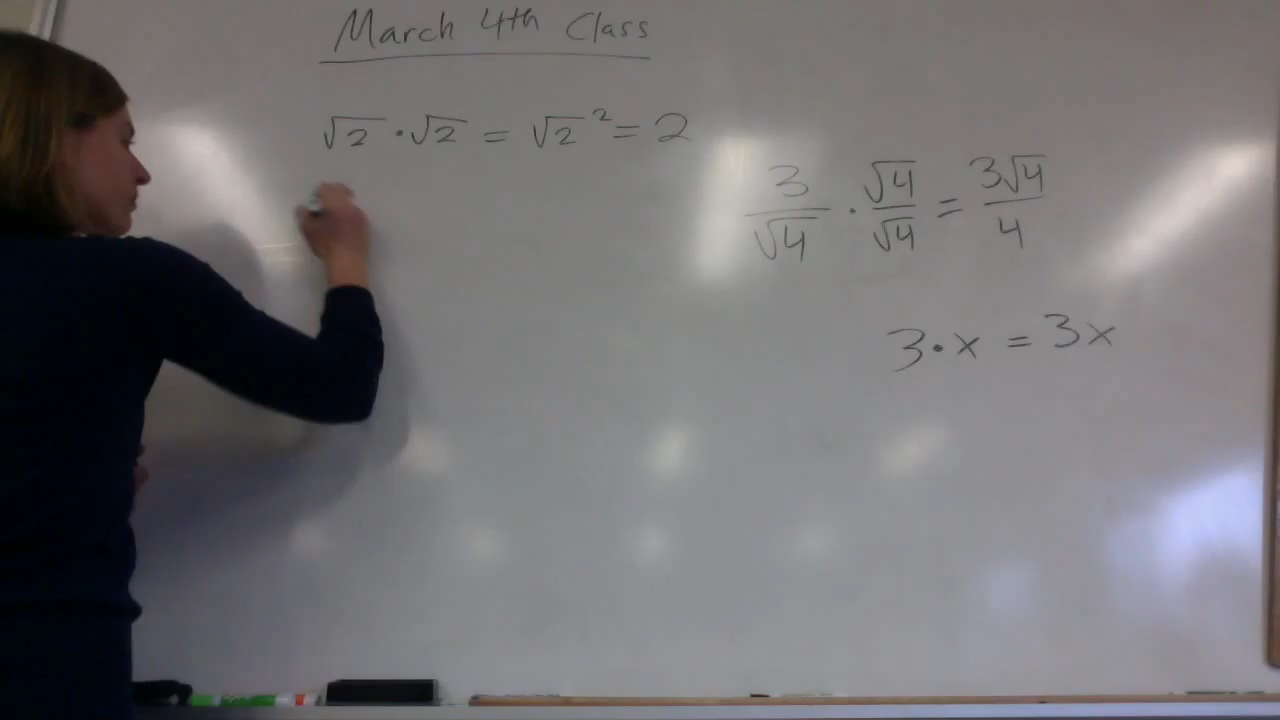 March 4th Class
√2 · √2 = √2² = 2
3/√4 · √4/√4 = 3√4/4
3 · x = 3x